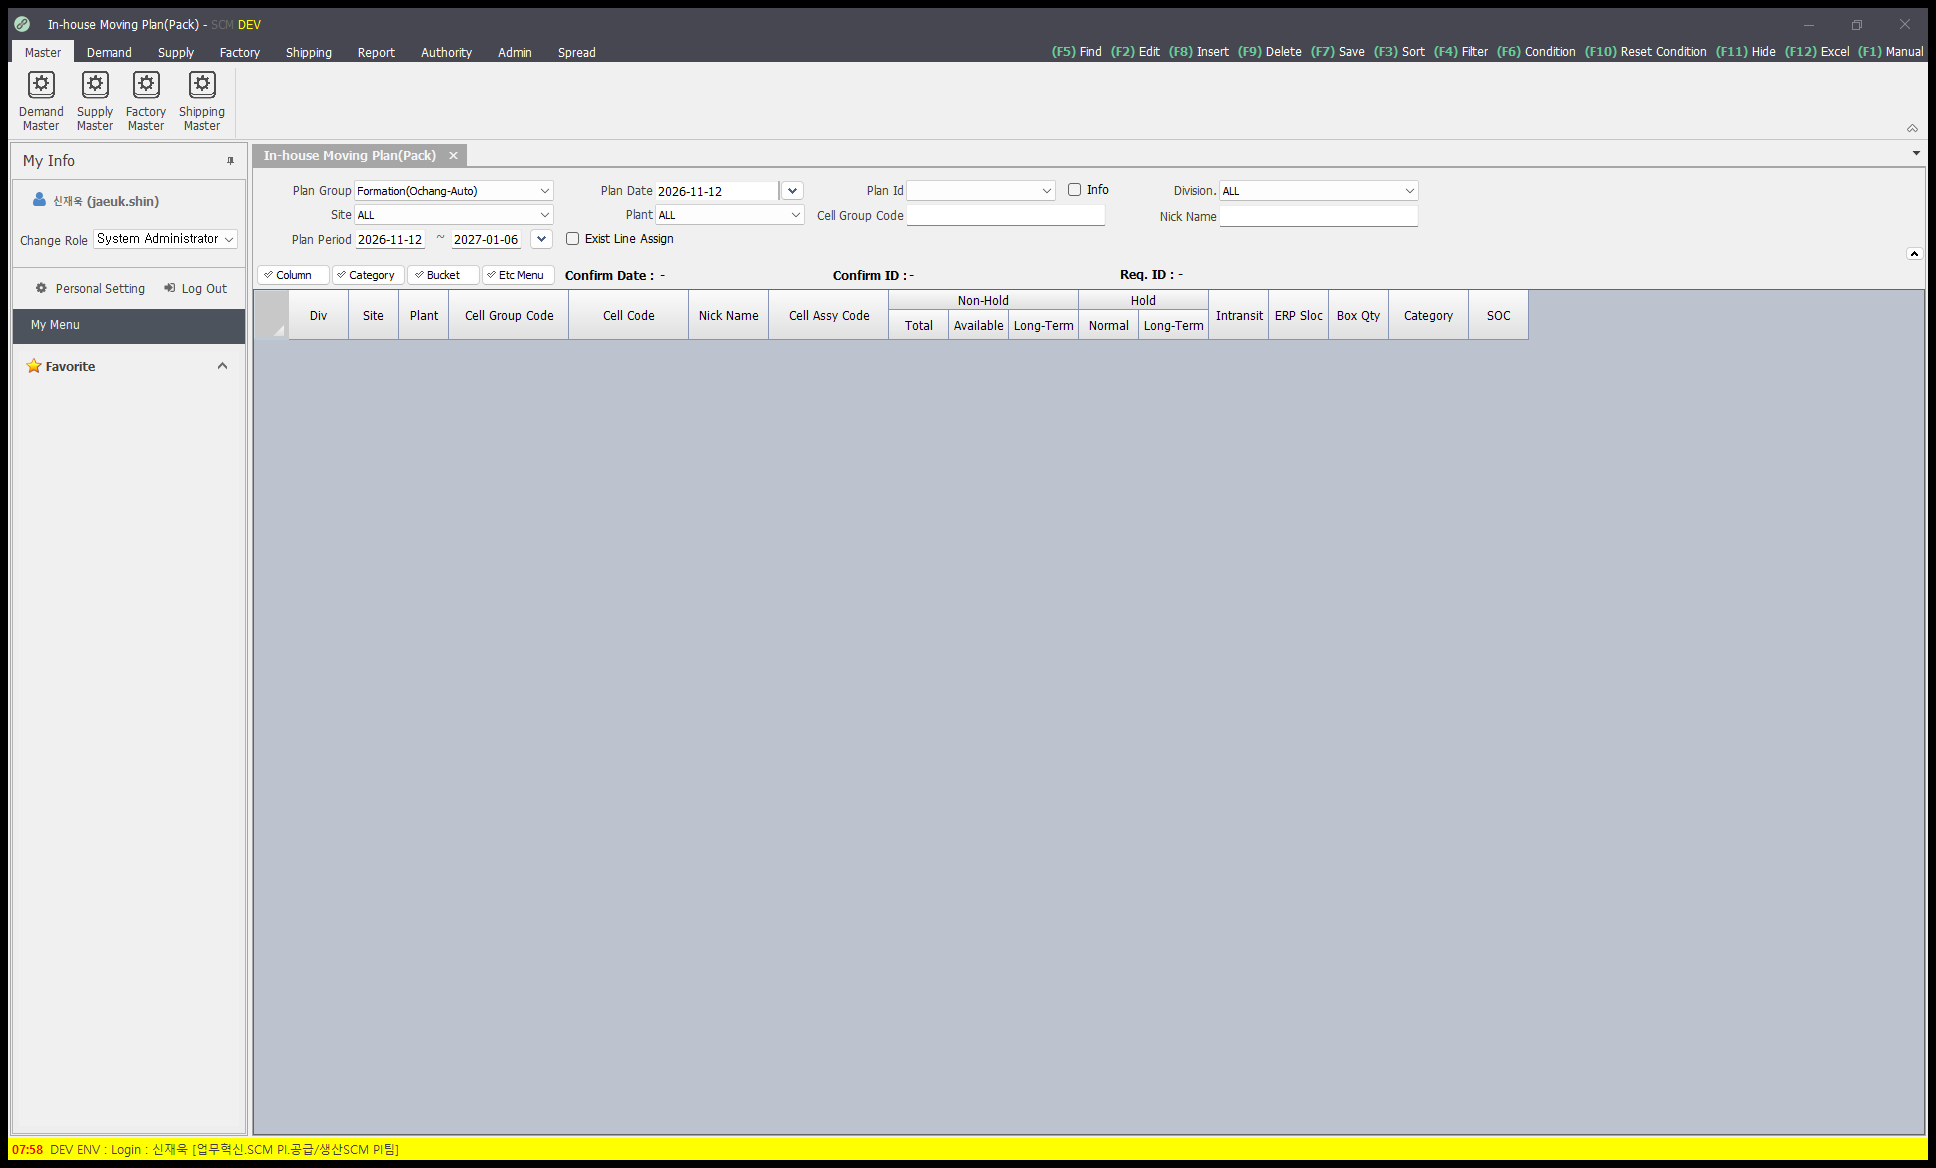 In-house Moving Plan(Pack) - SCM DEV
Master Demand Supply Factory Shipping Report Authority Admin Spread (F5) Find (F2) Edit (F8) Insert (F9) Delete (F7) Save (F3) Sort (F4) Filter (F6) Condition (F10) Reset Condition (F11) Hide (F12) Excel (F1) Manual
Demand Supply Factory Shipping
Master Master Master Master
My Info
신재욱 (jaeuk.shin)
Change Role System Administrator
Personal Setting Log Out
My Menu
Favorite
In-house Moving Plan(Pack)
Plan Group Formation(Ochang-Auto) Plan Date 2026-11-12 Plan Id Info Division. ALL
Site ALL Plant ALL Cell Group Code Nick Name
Plan Period 2026-11-12 ~ 2027-01-06 Exist Line Assign
Column Category Bucket Etc Menu Confirm Date : - Confirm ID : - Req. ID : -
Non-Hold Hold
Div Site Plant Cell Group Code Cell Code Nick Name Cell Assy Code Intransit ERP Sloc Box Qty Category SOC
Total Available Long-Term Normal Long-Term
07:58 DEV ENV : Login : 신재욱 [업무혁신.SCM PI.공급/생산SCM PI팀]